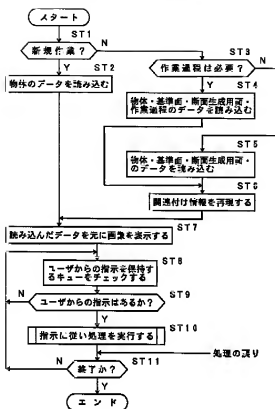 スタート
ST1
新規作業?
N
Y
ST2
物体のデータを読み込む
ST3
作業過程は必要?
N
Y
ST4
物体・基準面・断面生成用面・
作業過程のデータを読み込む
ST5
物体・基準面・断面生成用面・
のデータを読み込む
ST6
関連付け情報を再現する
ST7
読み込んだデータを元に画像を表示する
ST8
ユーザからの指示を保持する
キューをチェックする
ST9
N
ユーザからの指示はあるか?
Y
ST10
指示に従い処理を実行する
処理の戻り
ST11
N
終了か?
Y
エンド